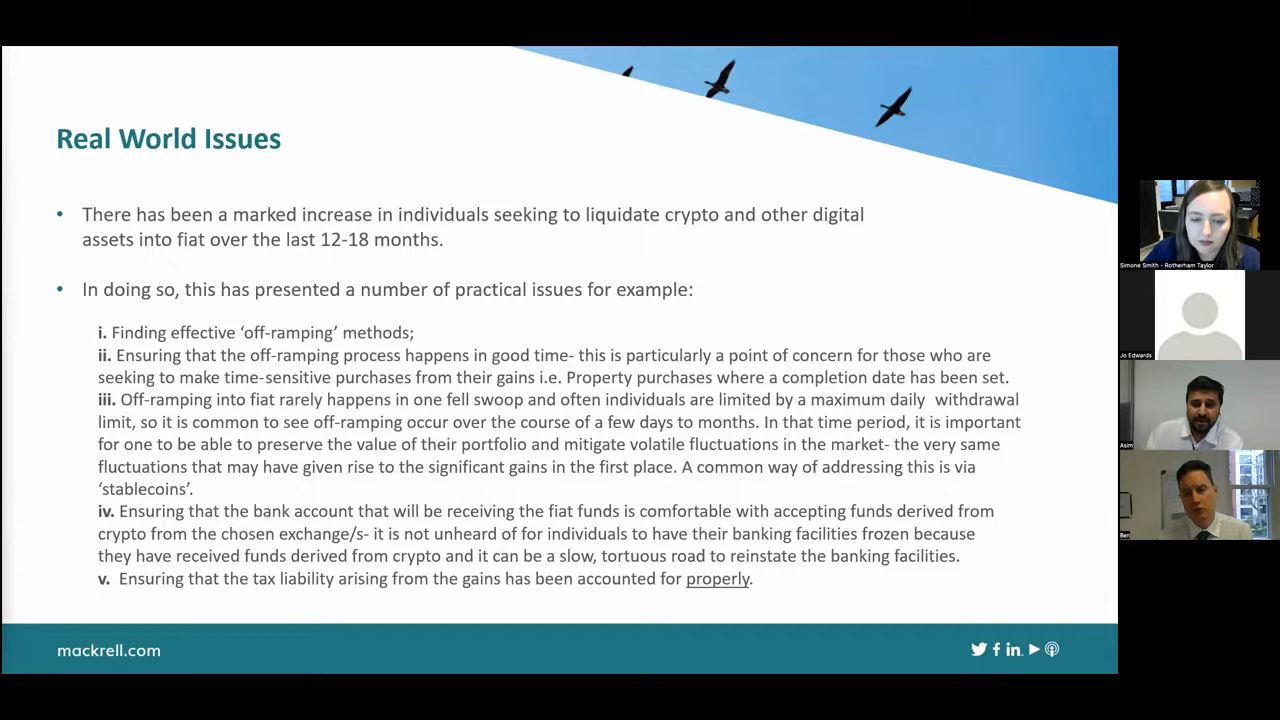 Real World Issues
• There has been a marked increase in individuals seeking to liquidate crypto and other digital
assets into fiat over the last 12-18 months.
• In doing so, this has presented a number of practical issues for example:
i. Finding effective ‘off-ramping’ methods;
ii. Ensuring that the off-ramping process happens in good time- this is particularly a point of concern for those who are
seeking to make time-sensitive purchases from their gains i.e. Property purchases where a completion date has been set.
iii. Off-ramping into fiat rarely happens in one fell swoop and often individuals are limited by a maximum daily withdrawal
limit, so it is common to see off-ramping occur over the course of a few days to months. In that time period, it is important
for one to be able to preserve the value of their portfolio and mitigate volatile fluctuations in the market- the very same
fluctuations that may have given rise to the significant gains in the first place. A common way of addressing this is via
‘stablecoins’.
iv. Ensuring that the bank account that will be receiving the fiat funds is comfortable with accepting funds derived from
crypto from the chosen exchange/s- it is not unheard of for individuals to have their banking facilities frozen because
they have received funds derived from crypto and it can be a slow, tortuous road to reinstate the banking facilities.
v. Ensuring that the tax liability arising from the gains has been accounted for properly.
mackrell.com
Simone Smith - Rotherham Taylor
Jo Edwards
Asim
Ben